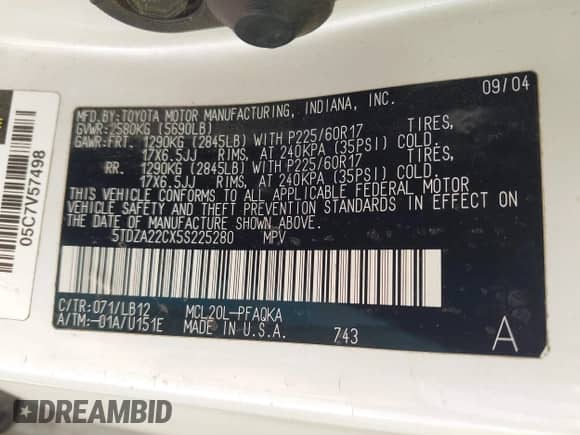 09/04
MFD.BY:TOYOTA MOTOR MANUFACTURING, INDIANA, INC.
GVWR:2580KG (5690LB)
GAWR:FRT. 1290KG (2845LB) WITH P225/60R17 TIRES,
17X6.5JJ RIMS, AT 240KPA (35PSI) COLD.
RR. 1290KG (2845LB) WITH P225/60R17 TIRES,
17X6.5JJ RIMS, AT 240KPA (35PSI) COLD.
THIS VEHICLE CONFORMS TO ALL APPLICABLE FEDERAL MOTOR
VEHICLE SAFETY AND THEFT PREVENTION STANDARDS IN EFFECT ON
THE DATE OF MANUFACTURE SHOWN ABOVE.
5TDZA22CX5S225280 MPV
C/TR:071/LB12 MCL20L-PFAQKA
A/TM:-01A/U151E MADE IN U.S.A. 743 A
05C7V57498
DREAMBID